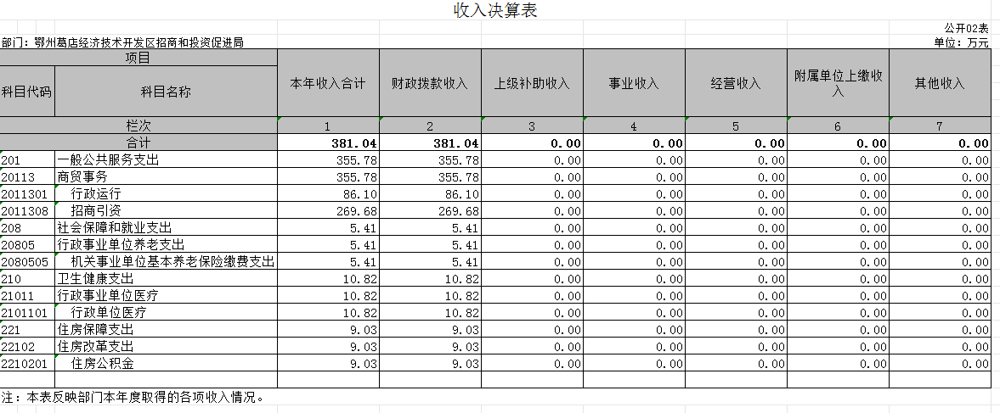 收入决算表
公开02表
部门：鄂州葛店经济技术开发区招商和投资促进局 单位：万元
项目 本年收入合计 财政拨款收入 上级补助收入 事业收入 经营收入 附属单位上缴收入 其他收入
科目代码 科目名称
栏次 1 2 3 4 5 6 7
合计 381.04 381.04 0.00 0.00 0.00 0.00 0.00
201 一般公共服务支出 355.78 355.78 0.00 0.00 0.00 0.00 0.00
20113 商贸事务 355.78 355.78 0.00 0.00 0.00 0.00 0.00
2011301 行政运行 86.10 86.10 0.00 0.00 0.00 0.00 0.00
2011308 招商引资 269.68 269.68 0.00 0.00 0.00 0.00 0.00
208 社会保障和就业支出 5.41 5.41 0.00 0.00 0.00 0.00 0.00
20805 行政事业单位养老支出 5.41 5.41 0.00 0.00 0.00 0.00 0.00
2080505 机关事业单位基本养老保险缴费支出 5.41 5.41 0.00 0.00 0.00 0.00 0.00
210 卫生健康支出 10.82 10.82 0.00 0.00 0.00 0.00 0.00
21011 行政事业单位医疗 10.82 10.82 0.00 0.00 0.00 0.00 0.00
2101101 行政单位医疗 10.82 10.82 0.00 0.00 0.00 0.00 0.00
221 住房保障支出 9.03 9.03 0.00 0.00 0.00 0.00 0.00
22102 住房改革支出 9.03 9.03 0.00 0.00 0.00 0.00 0.00
2210201 住房公积金 9.03 9.03 0.00 0.00 0.00 0.00 0.00
注：本表反映部门本年度取得的各项收入情况。